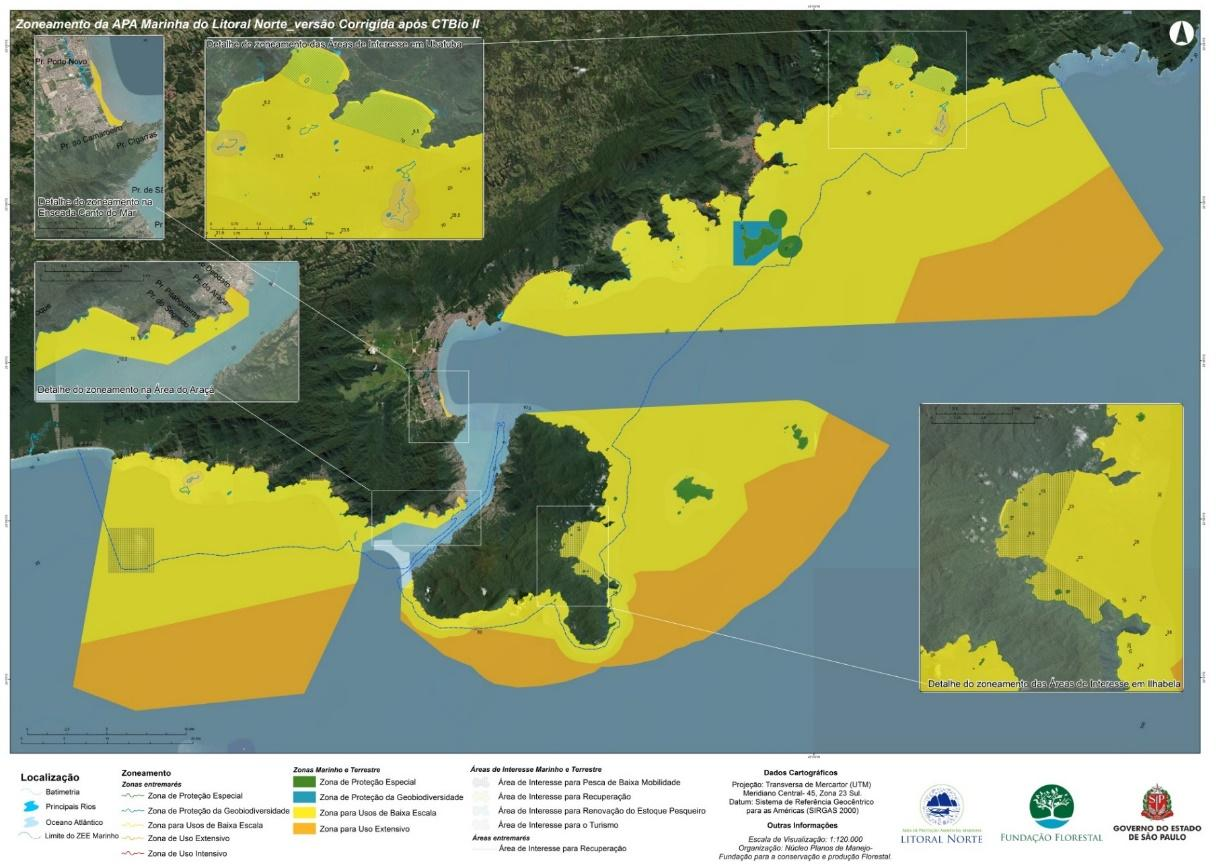 Zoneamento da APA Marinha do Litoral Norte_versão Corrigida após CTBio II
Pr. Porto Novo
Pr. do Camaroeiro
Pr. Cigarras
Pr. de Sã
Pr
Detalhe do zoneamento na
Enseada Canto do Mar
Detalhe do zoneamento das Áreas de Interesse em Ubatuba
oque
Pr. Pitangueiras
Pr. do Araçá
Detalhe do zoneamento na Área do Araçá
Detalhe do zoneamento das Áreas de Interesse em Ilhabela
Localização
Batimetria
Principais Rios
Oceano Atlântico
Limite do ZEE Marinho
Zoneamento
Zonas entremarés
Zona de Proteção Especial
Zona de Proteção da Geobiodiversidade
Zona para Usos de Baixa Escala
Zona de Uso Extensivo
Zona de Uso Intensivo
Zonas Marinho e Terrestre
Zona de Proteção Especial
Zona de Proteção da Geobiodiversidade
Zona para Usos de Baixa Escala
Zona para Uso Extensivo
Áreas de Interesse Marinho e Terrestre
Área de Interesse para Pesca de Baixa Mobilidade
Área de Interesse para Recuperação
Área de Interesse para Renovação do Estoque Pesqueiro
Área de Interesse para o Turismo
Áreas entremarés
Área de Interesse para Recuperação
Dados Cartográficos
Projeção: Transversa de Mercartor (UTM)
Meridiano Central- 45, Zona 23 Sul.
Datum: Sistema de Referência Geocêntrico
para as Américas (SIRGAS 2000)
Outras Informações
Escala de Visualização: 1:120.000
Organização: Núcleo Planos de Manejo-
Fundação para a conservação e produção Florestal
LITORAL NORTE
FUNDAÇÃO FLORESTAL
GOVERNO DO ESTADO
DE SÃO PAULO